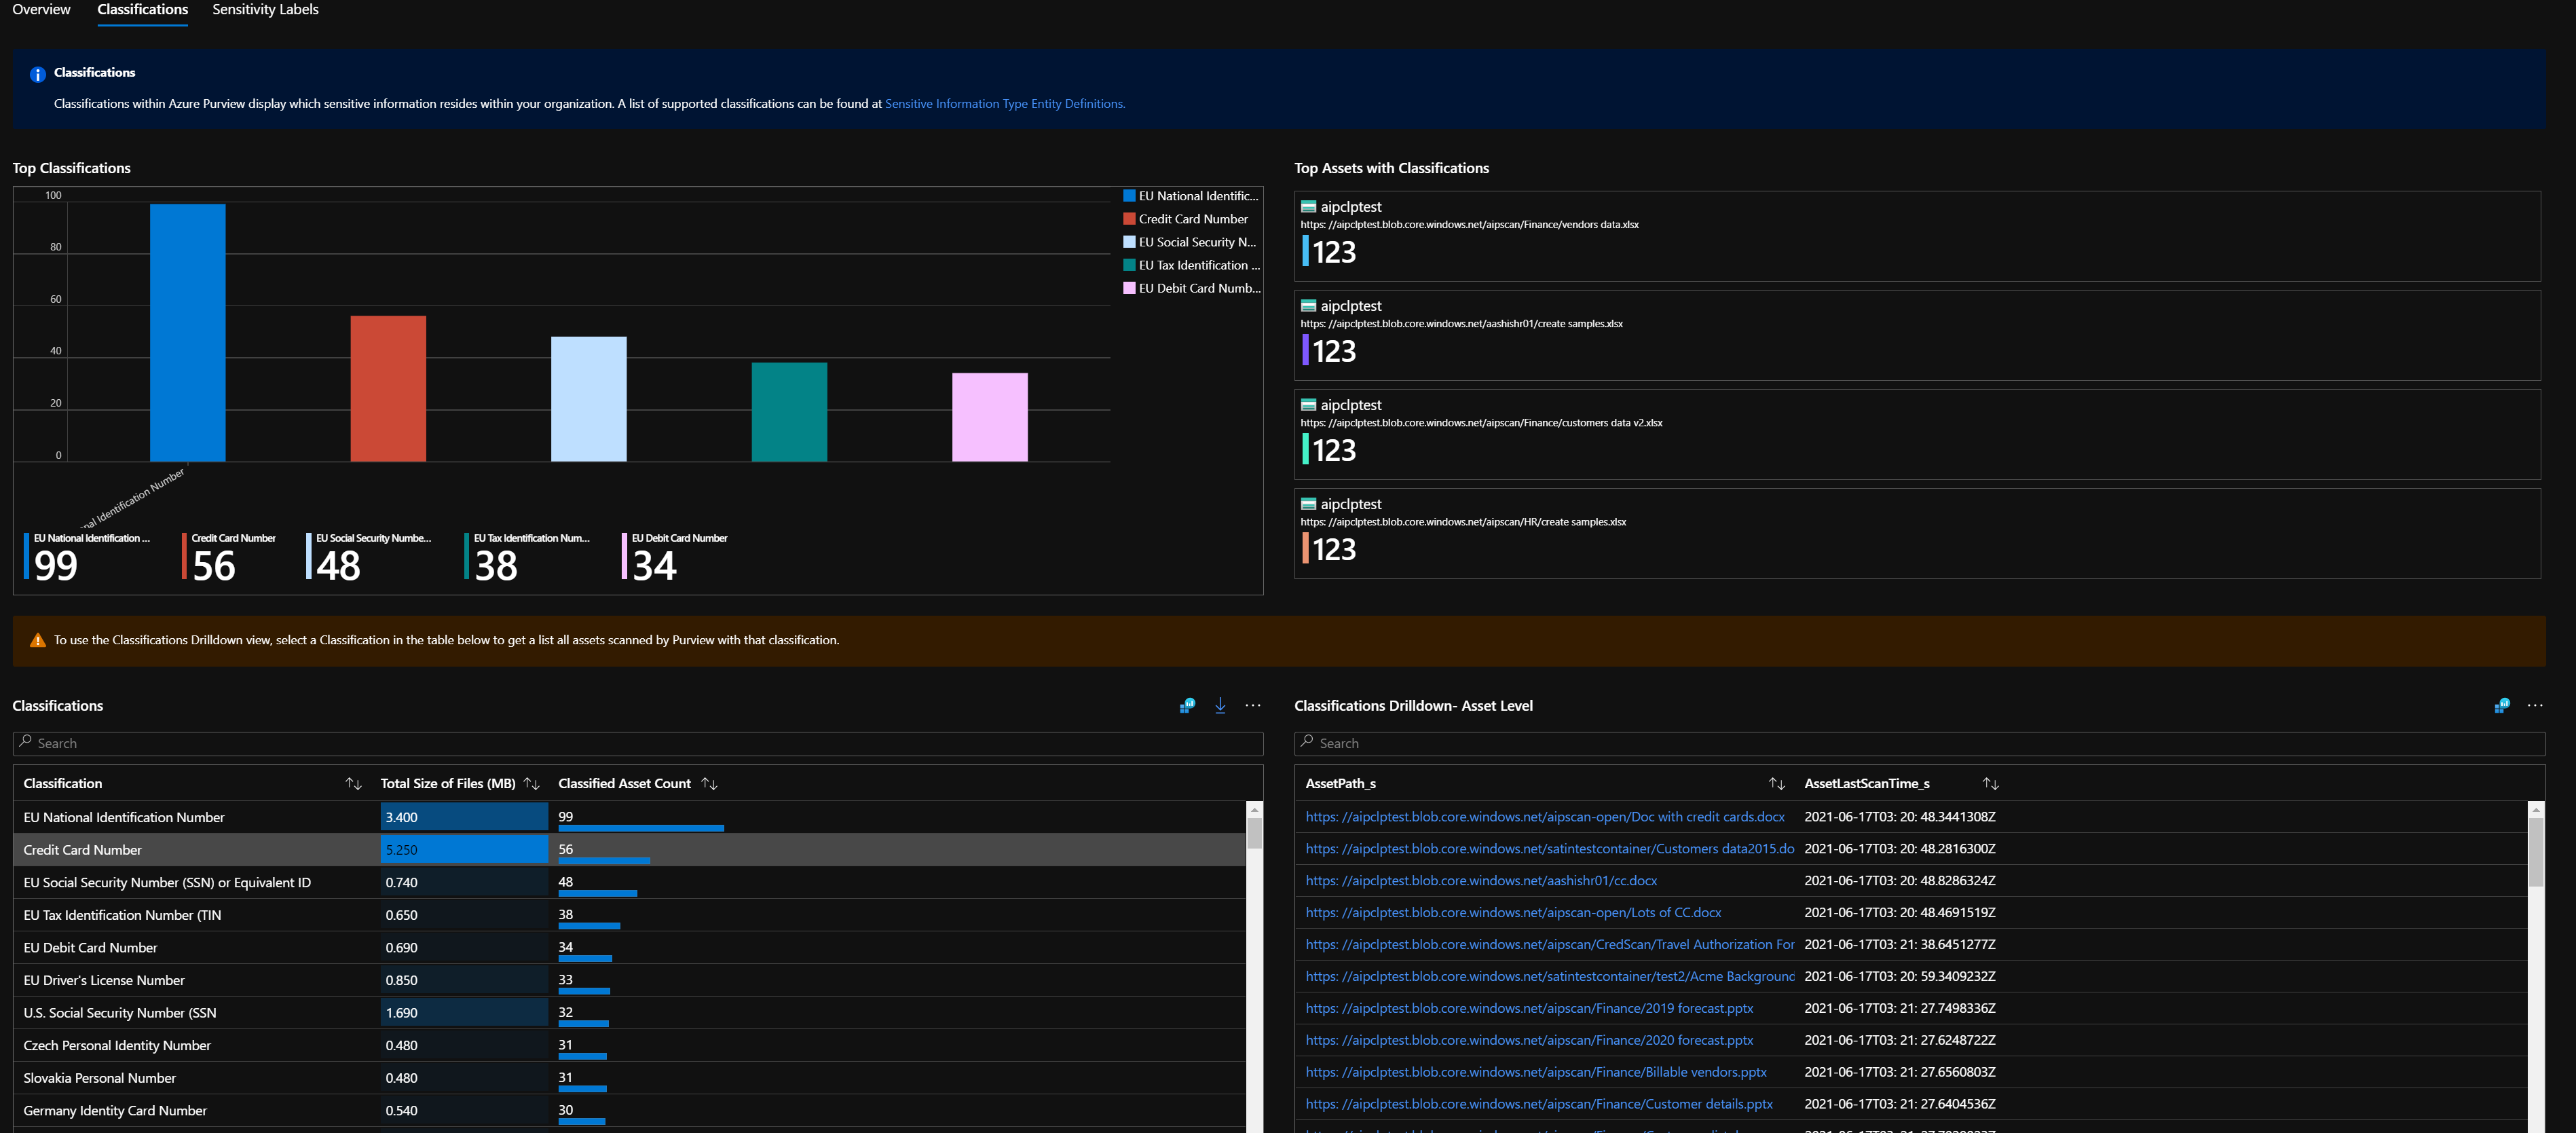 Overview Classifications Sensitivity Labels
Classifications
Classifications within Azure Purview display which sensitive information resides within your organization. A list of supported classifications can be found at Sensitive Information Type Entity Definitions.
Top Classifications
100
80
60
40
20
0
nal Identification Number
EU National Identific...
Credit Card Number
EU Social Security N...
EU Tax Identification ...
EU Debit Card Numb...
EU National Identification ...
99
Credit Card Number
56
EU Social Security Numbe...
48
EU Tax Identification Num...
38
EU Debit Card Number
34
Top Assets with Classifications
aipclptest
https: //aipclptest.blob.core.windows.net/aipscan/Finance/vendors data.xlsx
123
aipclptest
https: //aipclptest.blob.core.windows.net/aashishr01/create samples.xlsx
123
aipclptest
https: //aipclptest.blob.core.windows.net/aipscan/Finance/customers data v2.xlsx
123
aipclptest
https: //aipclptest.blob.core.windows.net/aipscan/HR/create samples.xlsx
123
To use the Classifications Drilldown view, select a Classification in the table below to get a list all assets scanned by Purview with that classification.
Classifications
Search
Classification Total Size of Files (MB) Classified Asset Count
EU National Identification Number 3.400 99
Credit Card Number 5.250 56
EU Social Security Number (SSN) or Equivalent ID 0.740 48
EU Tax Identification Number (TIN 0.650 38
EU Debit Card Number 0.690 34
EU Driver's License Number 0.850 33
U.S. Social Security Number (SSN 1.690 32
Czech Personal Identity Number 0.480 31
Slovakia Personal Number 0.480 31
Germany Identity Card Number 0.540 30
Classifications Drilldown- Asset Level
Search
AssetPath_s AssetLastScanTime_s
https: //aipclptest.blob.core.windows.net/aipscan-open/Doc with credit cards.docx 2021-06-17T03: 20: 48.3441308Z
https: //aipclptest.blob.core.windows.net/satintestcontainer/Customers data2015.do 2021-06-17T03: 20: 48.2816300Z
https: //aipclptest.blob.core.windows.net/aashishr01/cc.docx 2021-06-17T03: 20: 48.8286324Z
https: //aipclptest.blob.core.windows.net/aipscan-open/Lots of CC.docx 2021-06-17T03: 20: 48.4691519Z
https: //aipclptest.blob.core.windows.net/aipscan/CredScan/Travel Authorization For 2021-06-17T03: 21: 38.6451277Z
https: //aipclptest.blob.core.windows.net/satintestcontainer/test2/Acme Background 2021-06-17T03: 20: 59.3409232Z
https: //aipclptest.blob.core.windows.net/aipscan/Finance/2019 forecast.pptx 2021-06-17T03: 21: 27.7498336Z
https: //aipclptest.blob.core.windows.net/aipscan/Finance/2020 forecast.pptx 2021-06-17T03: 21: 27.6248722Z
https: //aipclptest.blob.core.windows.net/aipscan/Finance/Billable vendors.pptx 2021-06-17T03: 21: 27.6560803Z
https: //aipclptest.blob.core.windows.net/aipscan/Finance/Customer details.pptx 2021-06-17T03: 21: 27.6404536Z